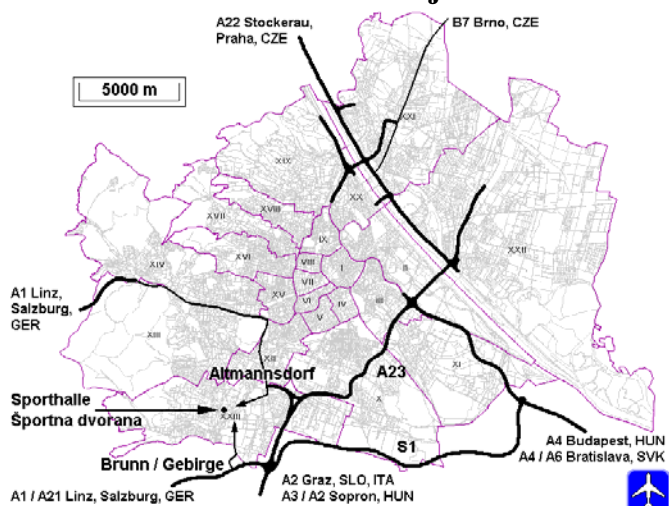 A22 Stockerau,
Praha, CZE
B7 Brno, CZE
5000 m
XXI
XIX
XX
XVIII
XVII
IX
XXII
XVI
VIII
I
II
XIV
VII
A1 Linz,
Salzburg,
GER
XV
VI
IV
III
V
XIII
XII
Altmannsdorf
A23
XI
Sporthalle
Športna dvorana
XXIII
X
S1
Brunn / Gebirge
A4 Budapest, HUN
A4 / A6 Bratislava, SVK
A1 / A21 Linz, Salzburg, GER
A2 Graz, SLO, ITA
A3 / A2 Sopron, HUN